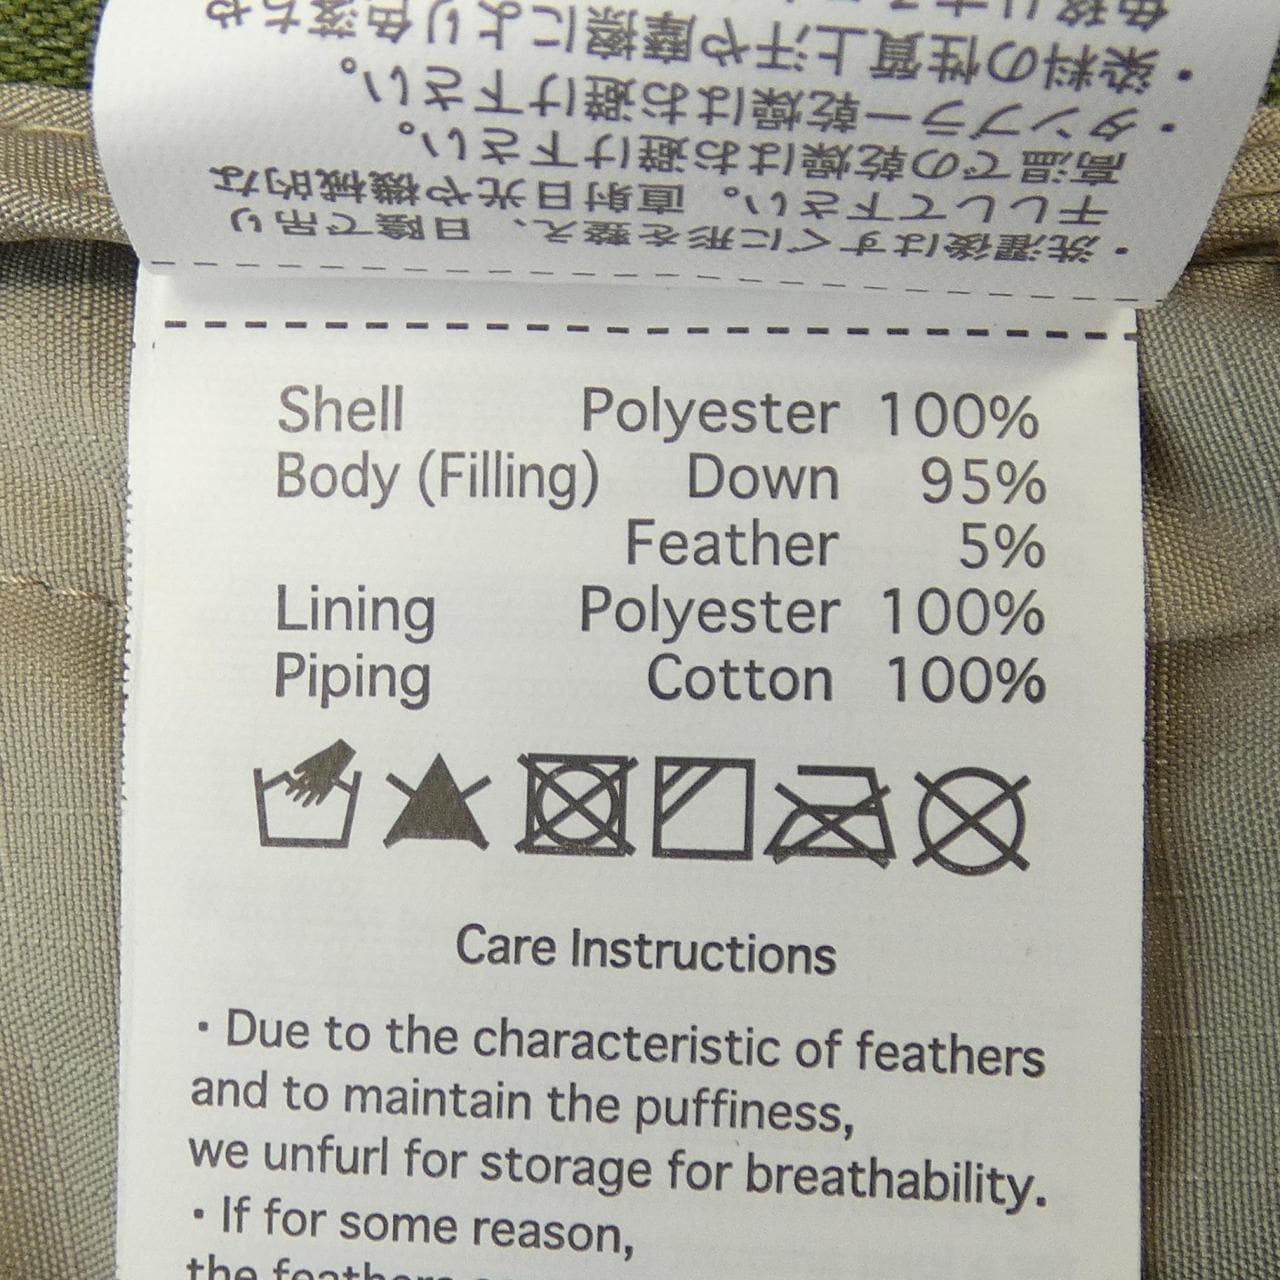 ・洗濯後はすぐに形を整え、日陰で吊り
干しして下さい。直射日光や機械的な
高温での乾燥はお避け下さい。
・タンブラー乾燥はお避け下さい。
・染料の性質上汗や摩擦により色落ちや
Shell Polyester 100%
Body (Filling) Down 95%
Feather 5%
Lining Polyester 100%
Piping Cotton 100%
Care Instructions
・Due to the characteristic of feathers
and to maintain the puffiness,
we unfurl for storage for breathability.
・If for some reason,
the feathers